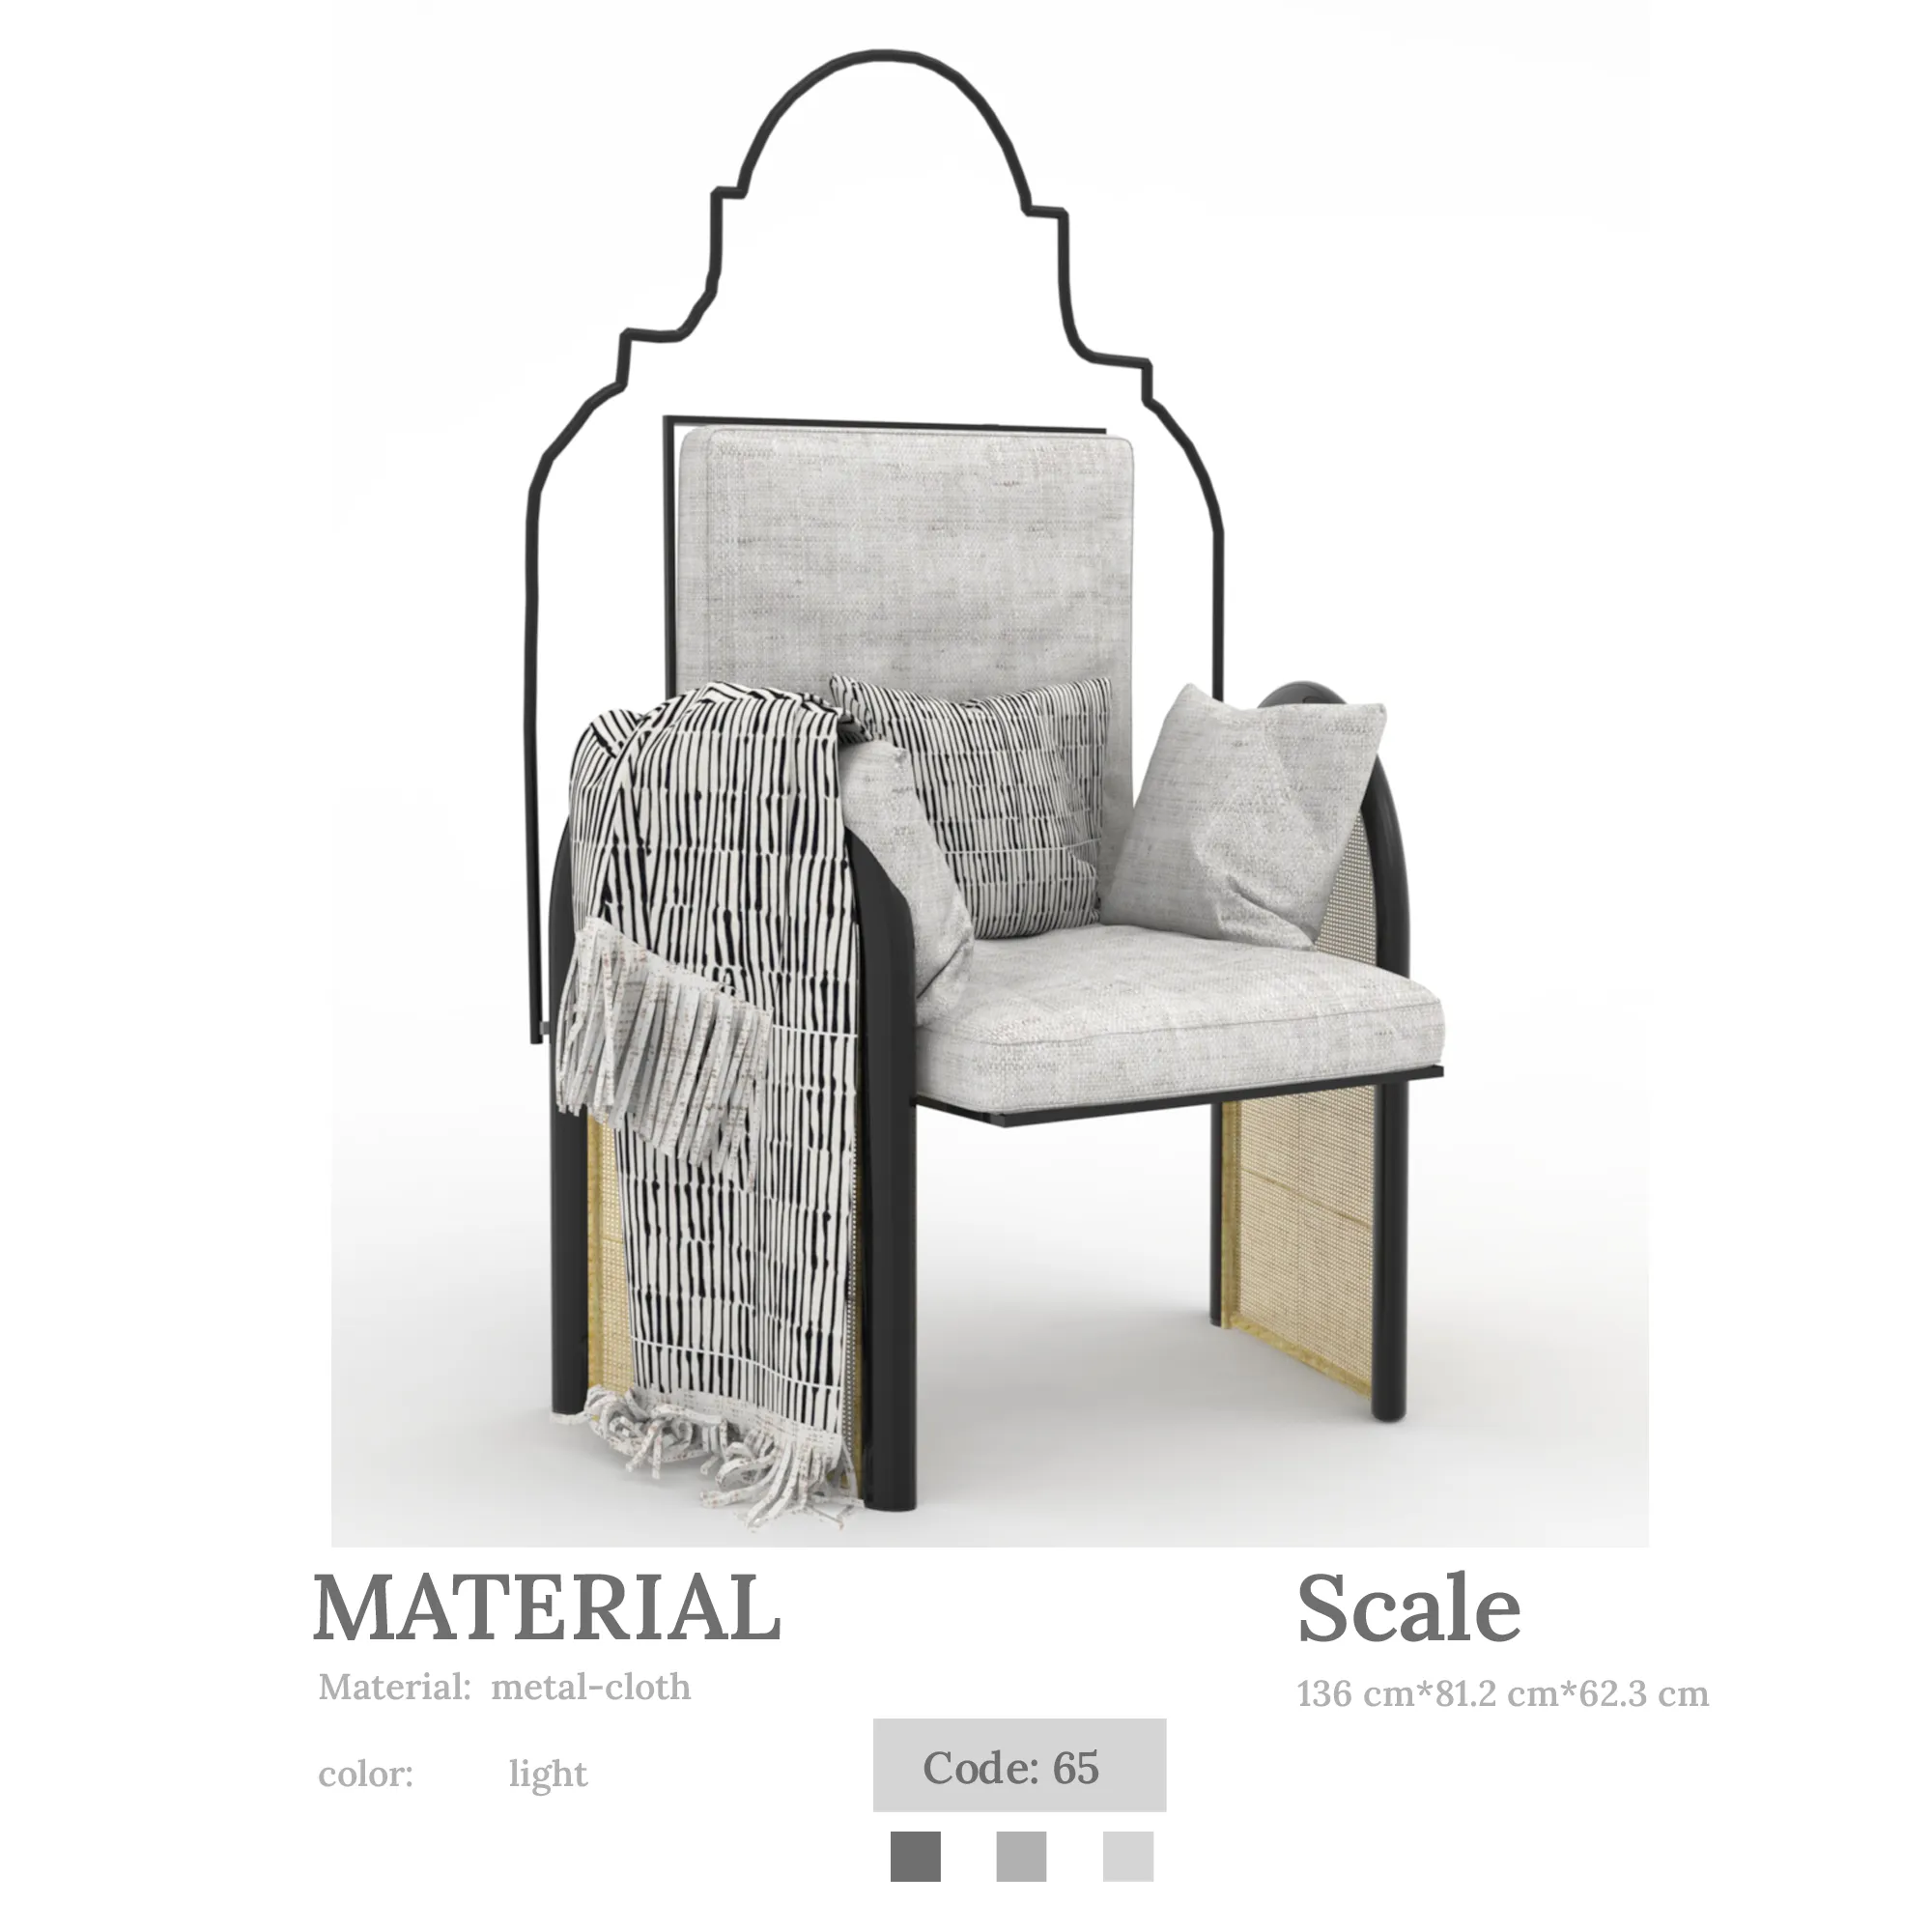 MATERIAL
Material: metal-cloth
color: light
Scale
136 cm*81.2 cm*62.3 cm
Code: 65